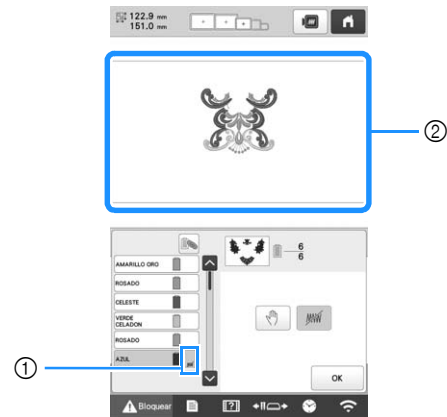 122.9 mm
151.0 mm
②
6
6
AMARILLO ORO
ROSADO
CELESTE
VERDE
CELADON
ROSADO
AZUL
①
OK
Bloquear
[?]